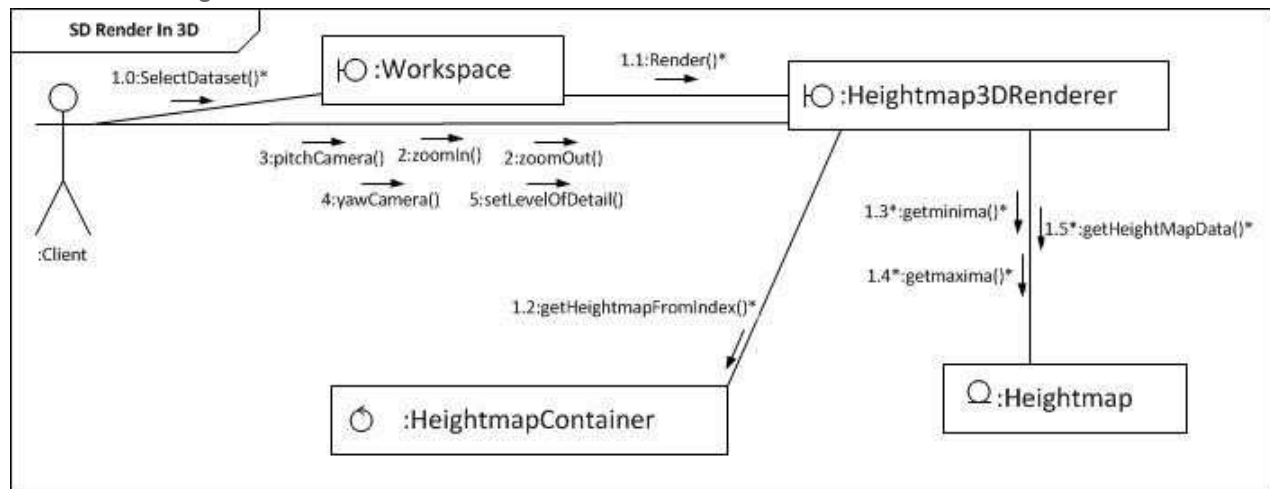 SD Render In 3D
1.0:SelectDataset()*
:Workspace
1.1:Render()*
:Heightmap3DRenderer
3:pitchCamera()
2:zoomIn()
2:zoomOut()
4:yawCamera()
5:setLevelOfDetail()
:Client
1.3*:getminima()*
1.5*:getHeightMapData()*
1.4*:getmaxima()*
1.2:getHeightmapFromIndex()*
:HeightmapContainer
:Heightmap